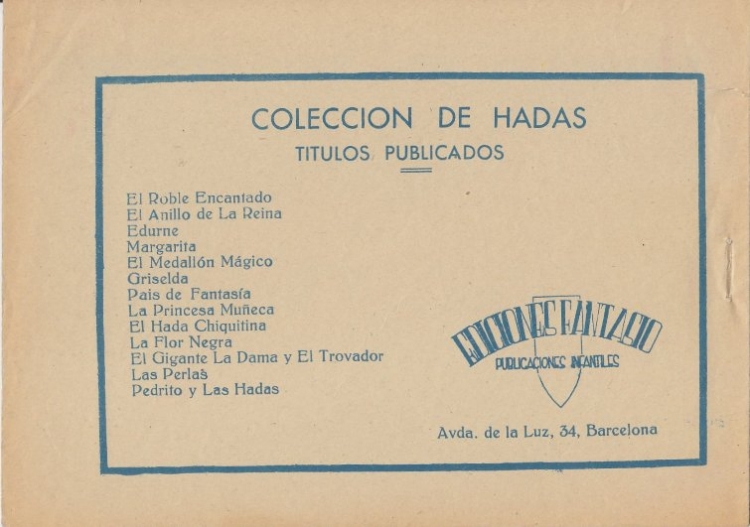 COLECCION DE HADAS
TITULOS PUBLICADOS
El Roble Encantado
El Anillo de La Reina
Edurne
Margarita
El Medallón Mágico
Griselda
Pais de Fantasía
La Princesa Muñeca
El Hada Chiquitina
La Flor Negra
El Gigante La Dama y El Trovador
Las Perlas
Pedrito y Las Hadas
EDICIONES FANTASIO
PUBLICACIONES INFANTILES
Avda. de la Luz, 34, Barcelona